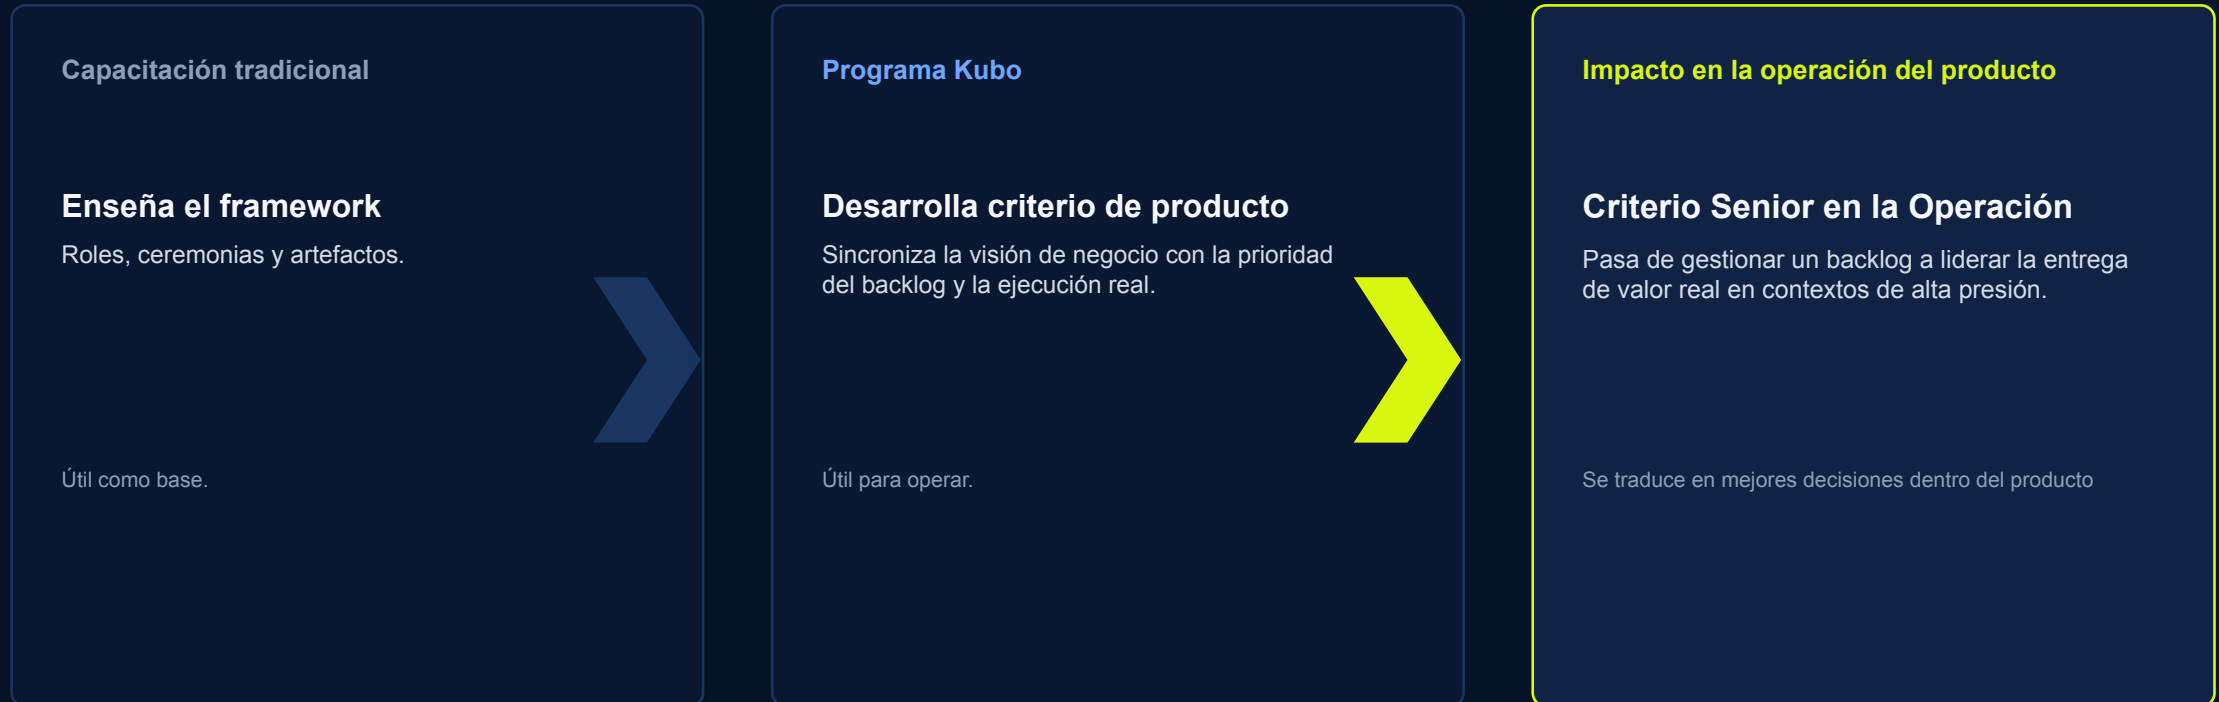 Capacitación tradicional
Enseña el framework
Roles, ceremonias y artefactos.
Útil como base.
Programa Kubo
Desarrolla criterio de producto
Sincroniza la visión de negocio con la prioridad
del backlog y la ejecución real.
Útil para operar.
Impacto en la operación del producto
Criterio Senior en la Operación
Pasa de gestionar un backlog a liderar la entrega
de valor real en contextos de alta presión.
Se traduce en mejores decisiones dentro del producto